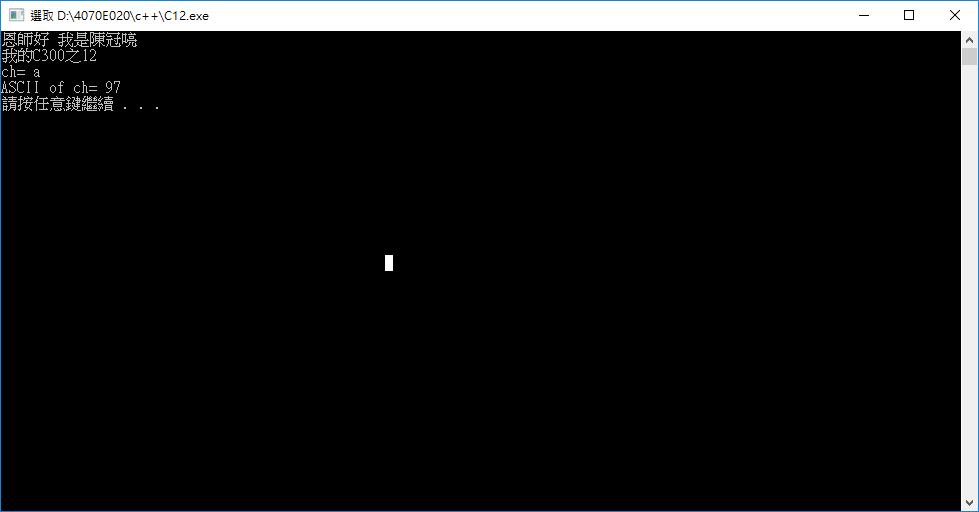 選取 D:\4070E020\c++\C12.exe
恩師好 我是陳冠喨
我的C300之12
ch= a
ASCII of ch= 97
請按任意鍵繼續 . . .